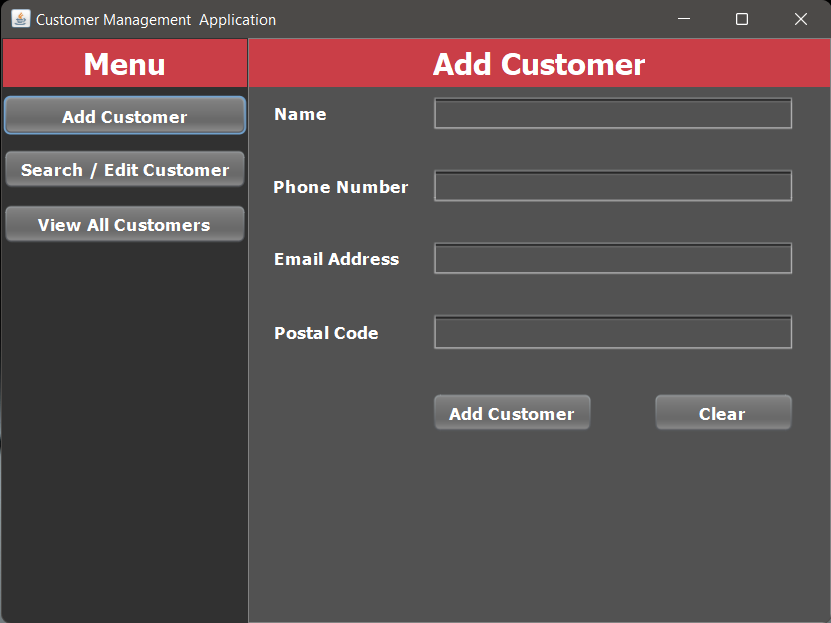 Customer Management  Application
Menu
Add Customer
Search / Edit Customer
View All Customers
Add Customer
Name
Phone Number
Email Address
Postal Code
Add Customer
Clear